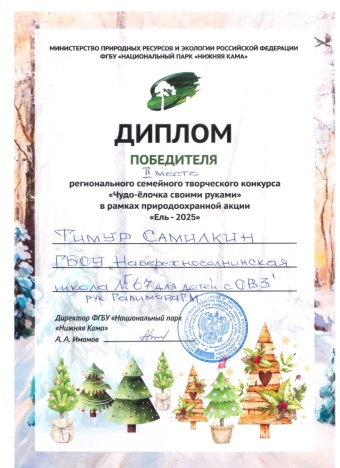 МИНИСТЕРСТВО ПРИРОДНЫХ РЕСУРСОВ И ЭКОЛОГИИ РОССИЙСКОЙ ФЕДЕРАЦИИ
ФГБУ «НАЦИОНАЛЬНЫЙ ПАРК «НИЖНЯЯ КАМА»
ДИПЛОМ
ПОБЕДИТЕЛЯ
II место
регионального семейного творческого конкурса
«Чудо-ёлочка своими руками»
в рамках природоохранной акции
«Ель - 2025»
Тимур Самилкин
ГБОУ Набережночелнинская
школа №67 для детей с ОВЗ
рук Галимова Р.М
Директор ФГБУ «Национальный парк
«Нижняя Кама»
А.А. Имамов